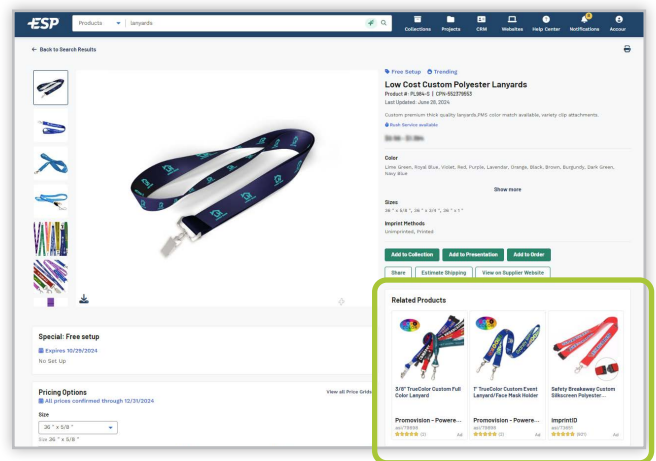 ESP
Products
lanyards
Collections
Projects
CRM
Websites
Help Center
Notifications
Accour
← Back to Search Results
Free Setup
Trending
Low Cost Custom Polyester Lanyards
Product #: PL984-G | CPN-552379553
Last Updated: June 28, 2024
Custom premium thick quality lanyards,PMS color match available, variety clip attachments.
Rush Service available
Color
Lime Green, Royal Blue, Violet, Red, Purple, Lavendar, Orange, Black, Brown, Burgundy, Dark Green,
Navy Blue
Show more
Sizes
36 " x 5/8 ", 36 " x 3/4 ", 36 " x 1 "
Imprint Methods
Unimprinted, Printed
Add to Collection
Add to Presentation
Add to Order
Share
Estimate Shipping
View on Supplier Website
Special: Free setup
Expires 10/29/2024
No Set Up
Pricing Options
View all Price Grids
All prices confirmed through 12/31/2024
Size
36 " x 5/8 "
Size 36 " x 5/8 "
Related Products
3/8" TrueColor Custom Full
Color Lanyard
Promovision - Powere...
Ad
1" TrueColor Custom Event
Lanyard/Face Mask Holder
Promovision - Powere...
Ad
Safety Breakaway Custom
Silkscreen Polyester...
ImprintID
Ad